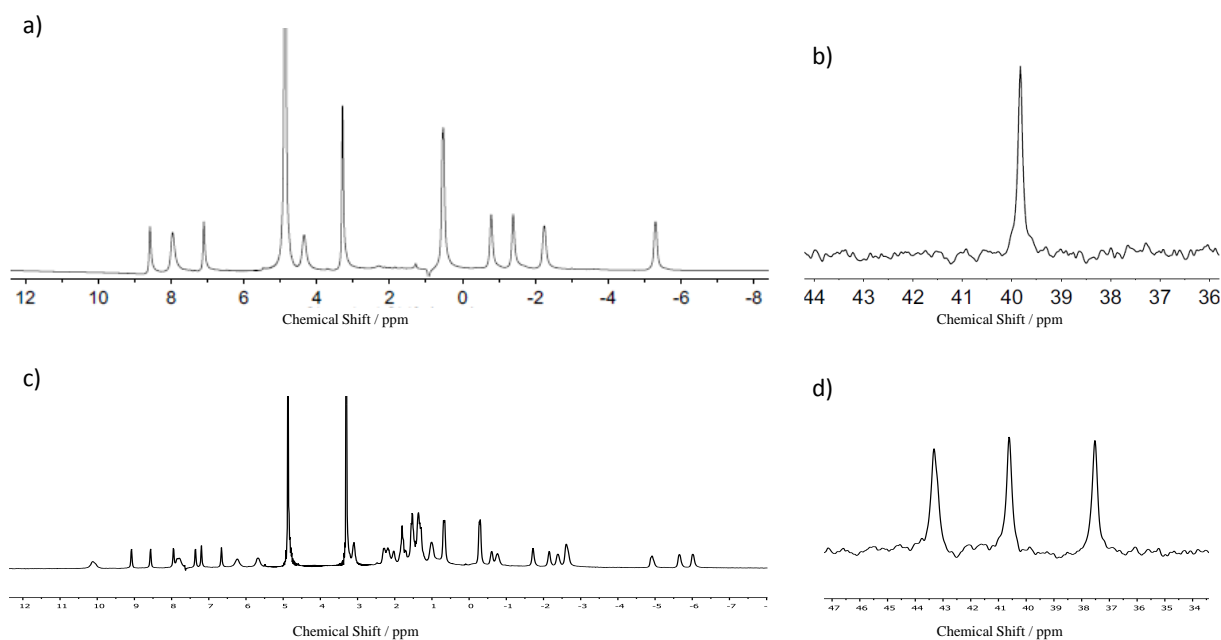 a)
12 10 8 6 4 2 0 -2 -4 -6 -8
Chemical Shift / ppm
b)
44 43 42 41 40 39 38 37 36
Chemical Shift / ppm
c)
12 11 10 9 8 7 6 5 4 3 2 1 0 -1 -2 -3 -4 -5 -6 -7 -
Chemical Shift / ppm
d)
47 46 45 44 43 42 41 40 39 38 37 36 35 34
Chemical Shift / ppm